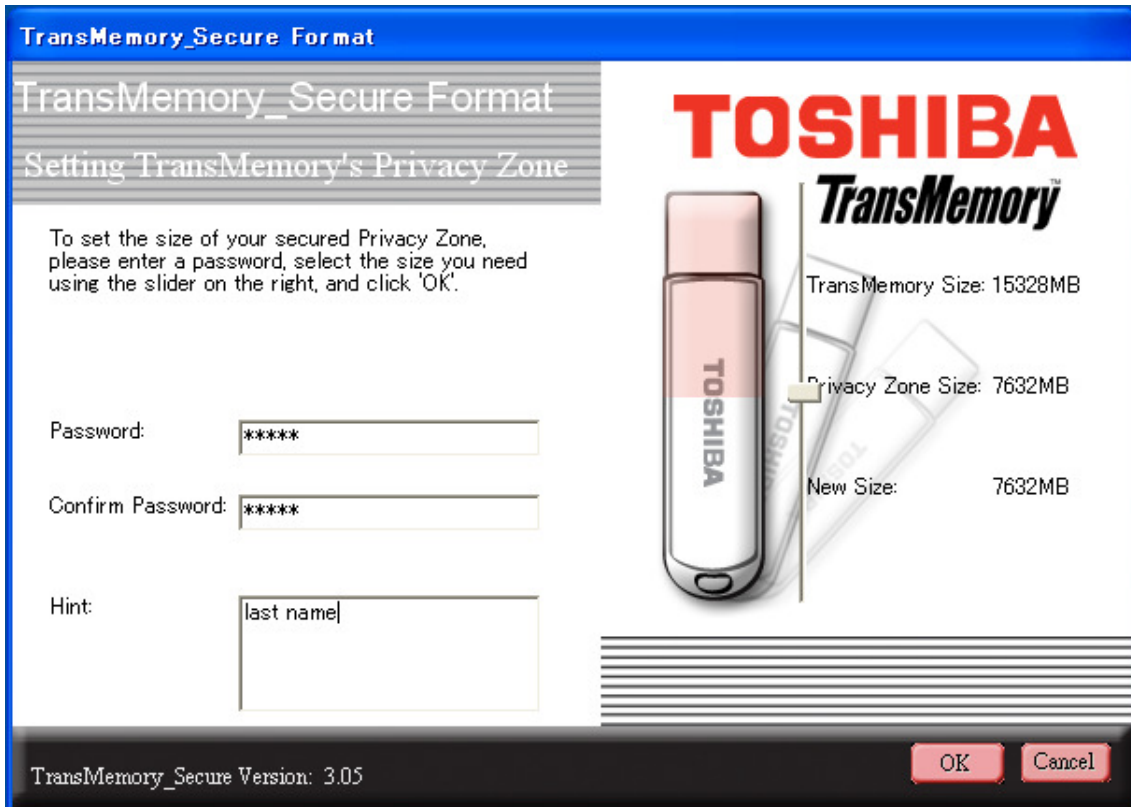 TransMemory_Secure Format
TransMemory_Secure Format
Setting TransMemory's Privacy Zone
To set the size of your secured Privacy Zone,
please enter a password, select the size you need
using the slider on the right, and click 'OK'.
Password: *****
Confirm Password: *****
Hint: last name
TOSHIBA
TransMemory™
TransMemory Size: 15328MB
Privacy Zone Size: 7632MB
New Size: 7632MB
TOSHIBA
TOSHIBA
TOSHIBA
TransMemory_Secure Version: 3.05
OK
Cancel